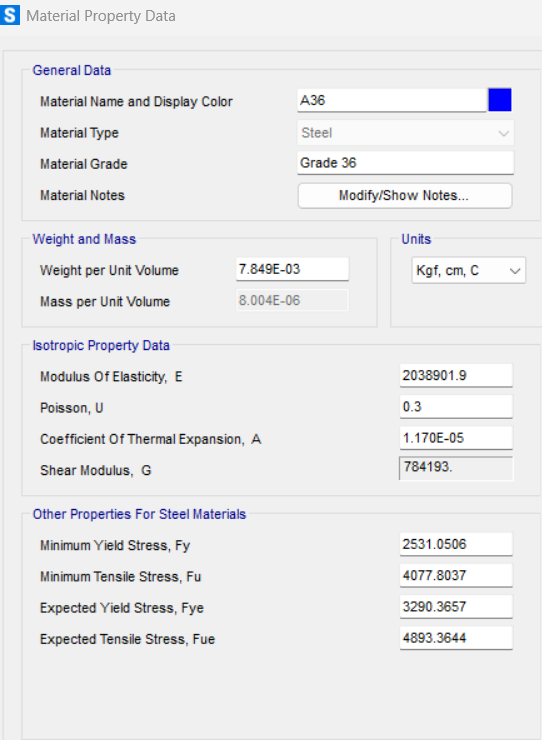 S Material Property Data
General Data
Material Name and Display Color A36
Material Type Steel
Material Grade Grade 36
Material Notes Modify/Show Notes...
Weight and Mass Units
Weight per Unit Volume 7.849E-03 Kgf, cm, C
Mass per Unit Volume 8.004E-06
Isotropic Property Data
Modulus Of Elasticity, E 2038901.9
Poisson, U 0.3
Coefficient Of Thermal Expansion, A 1.170E-05
Shear Modulus, G 784193.
Other Properties For Steel Materials
Minimum Yield Stress, Fy 2531.0506
Minimum Tensile Stress, Fu 4077.8037
Expected Yield Stress, Fye 3290.3657
Expected Tensile Stress, Fue 4893.3644